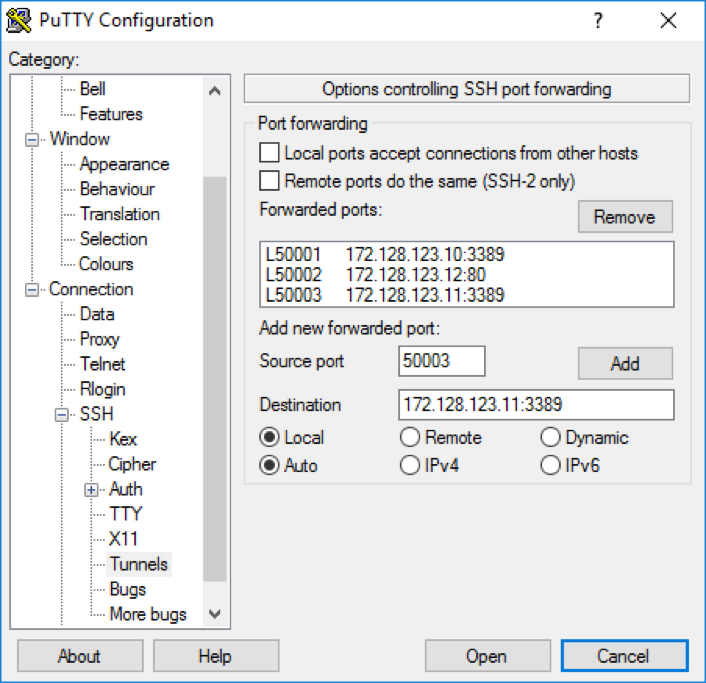 PuTTY Configuration
?
Category:
Bell
Features
Window
Appearance
Behaviour
Translation
Selection
Colours
Connection
Data
Proxy
Telnet
Rlogin
SSH
Kex
Cipher
Auth
TTY
X11
Tunnels
Bugs
More bugs
Options controlling SSH port forwarding
Port forwarding
Local ports accept connections from other hosts
Remote ports do the same (SSH-2 only)
Forwarded ports:
Remove
L50001 172.128.123.10:3389
L50002 172.128.123.12:80
L50003 172.128.123.11:3389
Add new forwarded port:
Source port 50003 Add
Destination 172.128.123.11:3389
Local Remote Dynamic
Auto IPv4 IPv6
About Help Open Cancel